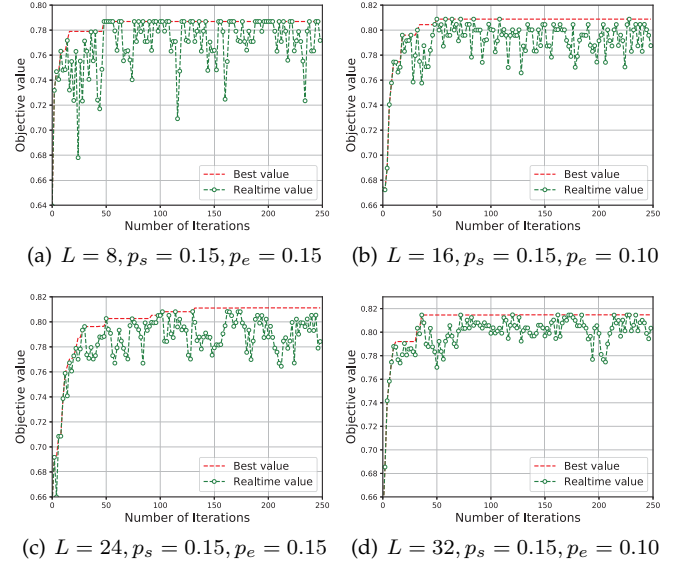 0.80
0.78
0.76
0.74
0.72
0.70
0.68
0.66
0.64
0 50 100 150 200 250
Objective value
Number of Iterations
Best value
Realtime value
(a) L = 8, pₛ = 0.15, pₑ = 0.15
0.82
0.80
0.78
0.76
0.74
0.72
0.70
0.68
0.66
0 50 100 150 200 250
Objective value
Number of Iterations
Best value
Realtime value
(b) L = 16, pₛ = 0.15, pₑ = 0.10
0.82
0.80
0.78
0.76
0.74
0.72
0.70
0.68
0.66
0 50 100 150 200 250
Objective value
Number of Iterations
Best value
Realtime value
(c) L = 24, pₛ = 0.15, pₑ = 0.15
0.82
0.80
0.78
0.76
0.74
0.72
0.70
0.68
0.66
0 50 100 150 200 250
Objective value
Number of Iterations
Best value
Realtime value
(d) L = 32, pₛ = 0.15, pₑ = 0.10